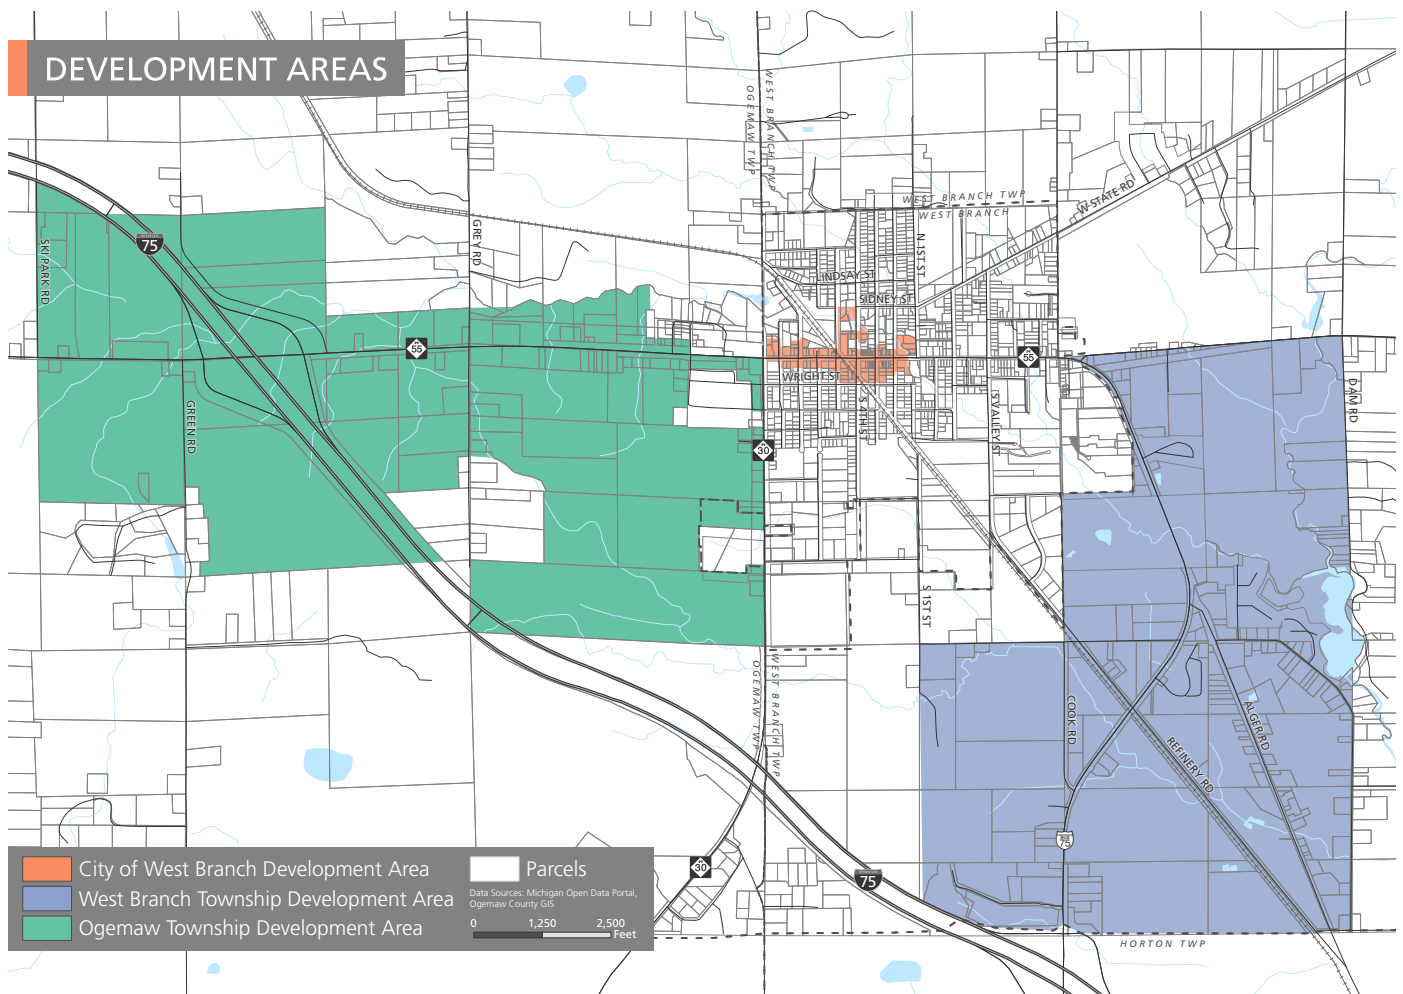 DEVELOPMENT AREAS
WEST BRANCH TWP
OGEMAW TWP
WEST BRANCH TWP
WEST BRANCH
W STATE RD
75
SKI PARK RD
GREY RD
N 1ST ST
LINDSAY ST
SIDNEY ST
55
55
WRIGHT ST
GREEN RD
S 4TH ST
S VALLEY ST
DAM RD
30
S 1ST ST
OGEMAW TWP
WEST BRANCH TWP
COOK RD
ALGER RD
REFINERY RD
75
30
75
HORTON TWP
City of West Branch Development Area
West Branch Township Development Area
Ogemaw Township Development Area
Parcels
Data Sources: Michigan Open Data Portal,
Ogemaw County GIS
0 1,250 2,500
Feet